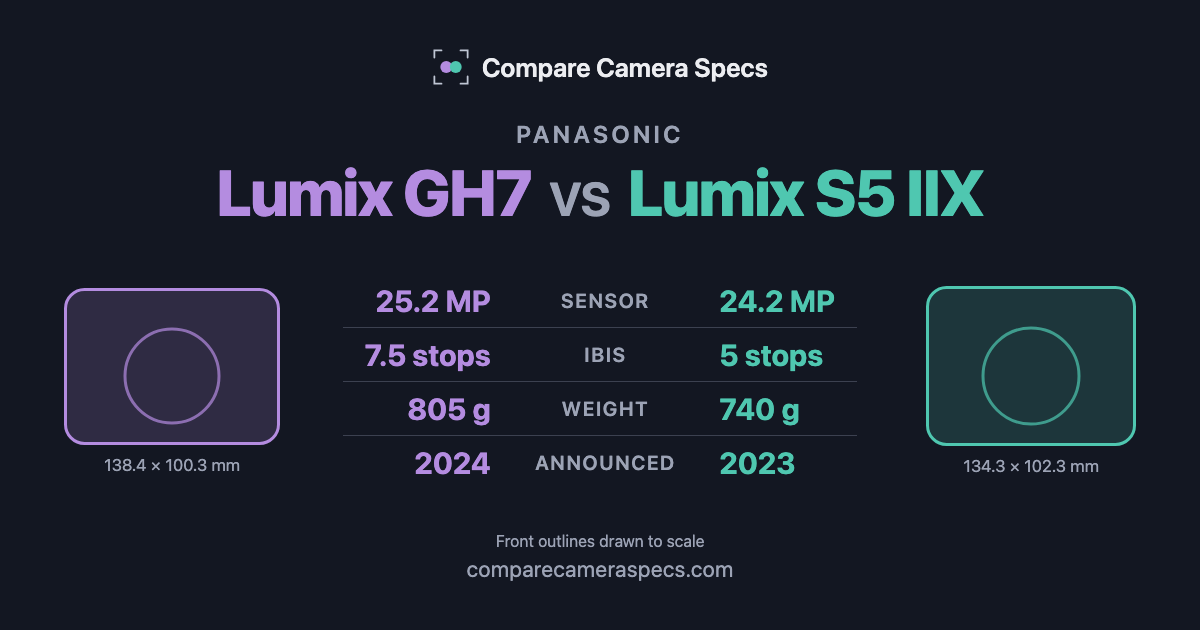 Compare Camera Specs
PANASONIC
Lumix GH7 vs Lumix S5 IIX
25.2 MP SENSOR 24.2 MP
7.5 stops IBIS 5 stops
805 g WEIGHT 740 g
2024 ANNOUNCED 2023
138.4 × 100.3 mm
134.3 × 102.3 mm
Front outlines drawn to scale
comparecameraspecs.com